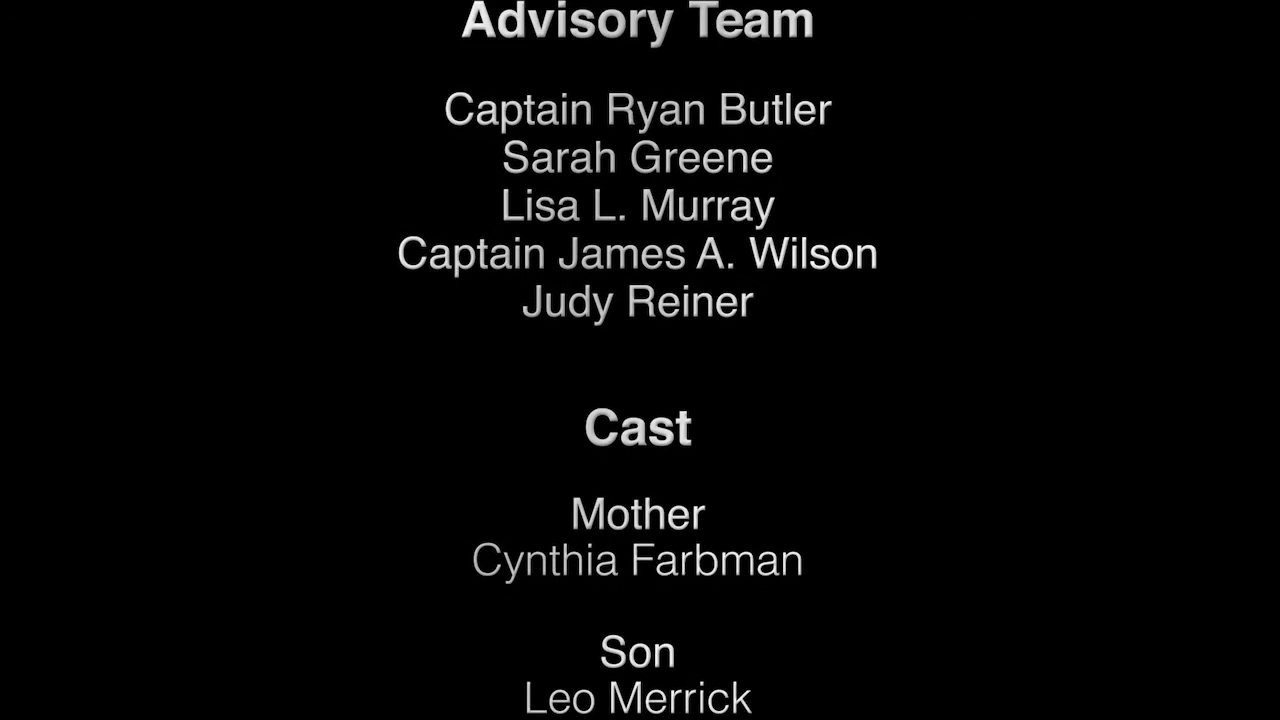 Advisory Team
Captain Ryan Butler
Sarah Greene
Lisa L. Murray
Captain James A. Wilson
Judy Reiner
Cast
Mother
Cynthia Farbman
Son
Leo Merrick